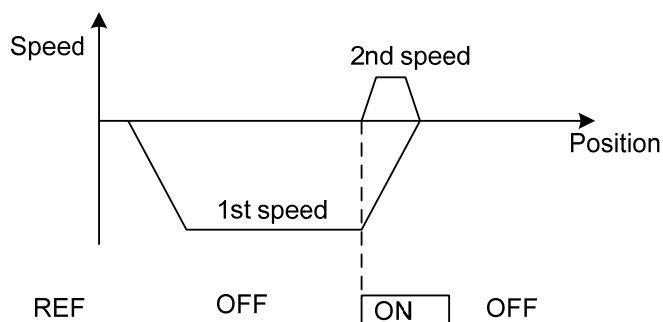 Speed
2nd speed
Position
1st speed
REF OFF ON OFF